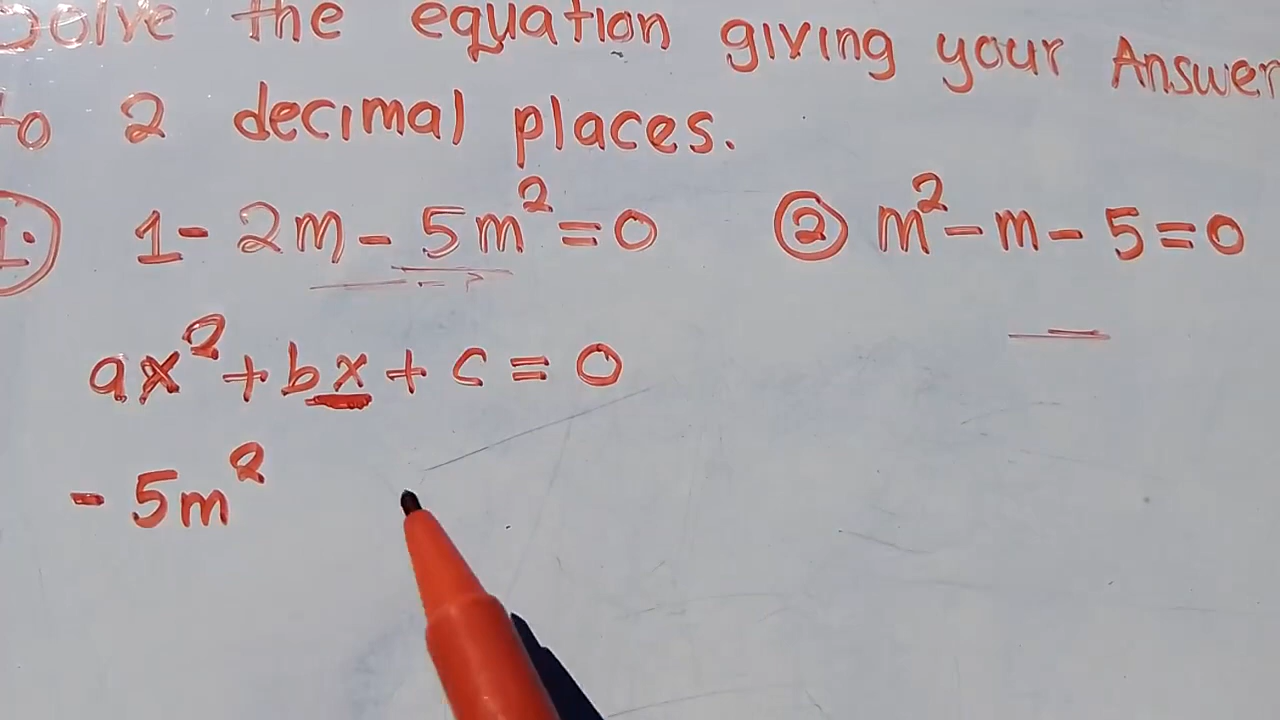 Solve the equation giving your Answer
to 2 decimal places.
1. 1 - 2m - 5m² = 0
② m² - m - 5 = 0
ax² + bx + c = 0
- 5m²